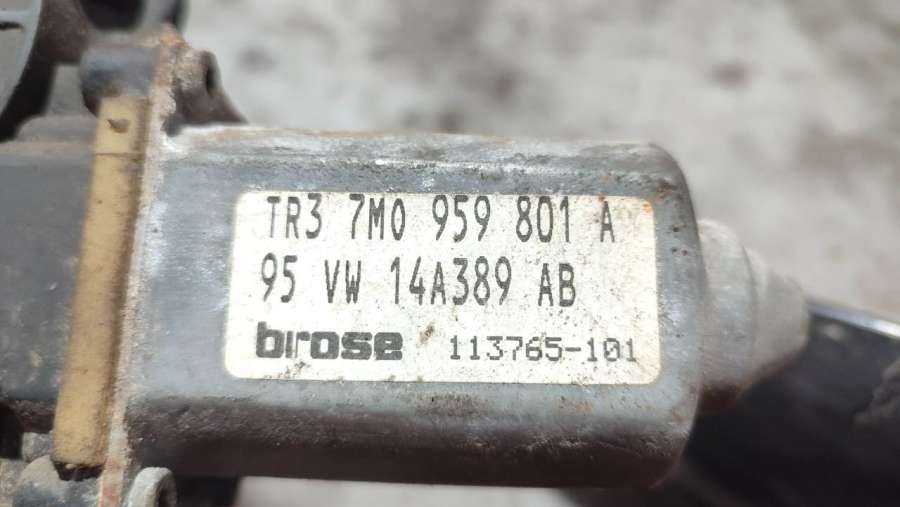 TR3 7M0 959 801 A
95 VW 14A389 AB
brose 113765-101